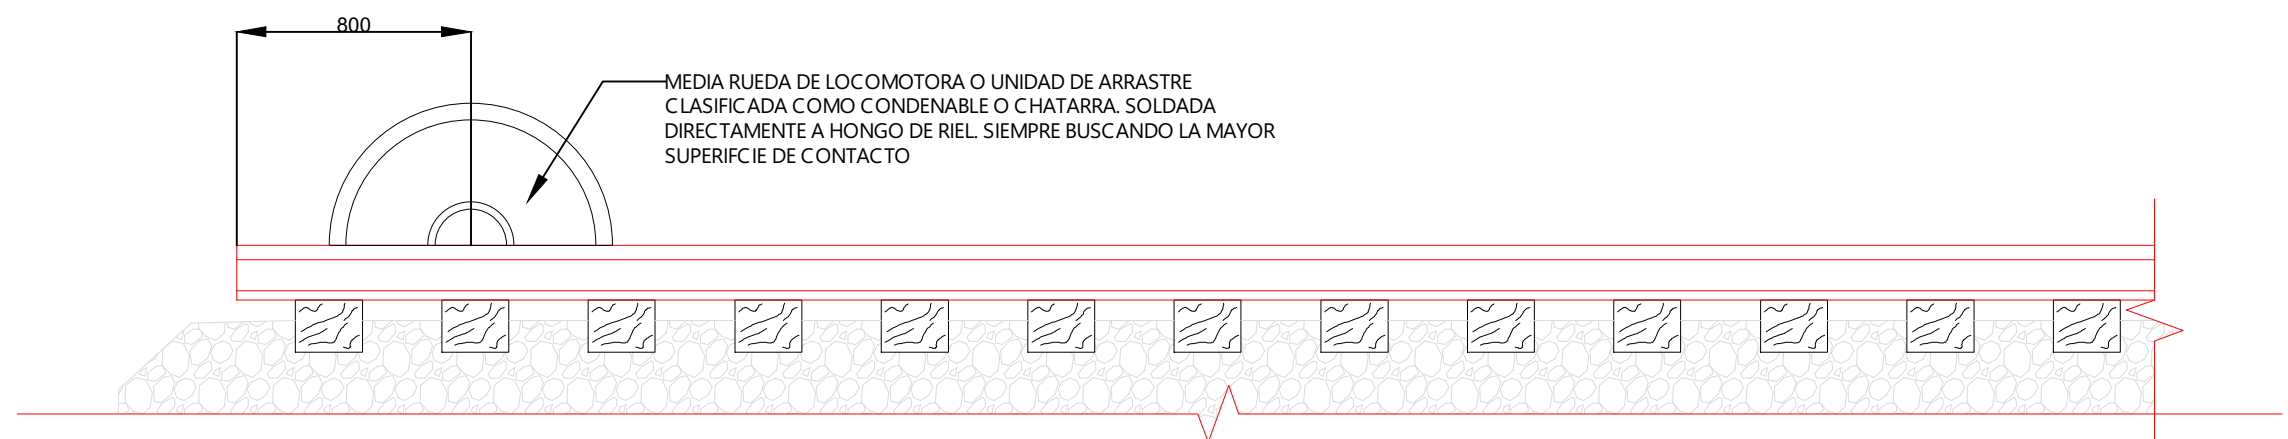 800
MEDIA RUEDA DE LOCOMOTORA O UNIDAD DE ARRASTRE
CLASIFICADA COMO CONDENABLE O CHATARRA. SOLDADA
DIRECTAMENTE A HONGO DE RIEL. SIEMPRE BUSCANDO LA MAYOR
SUPERIFCIE DE CONTACTO